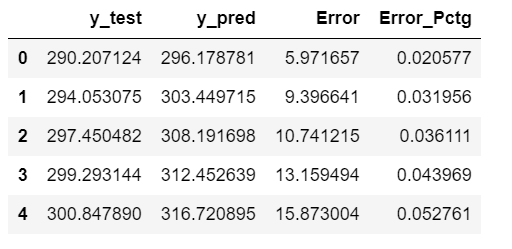 y_test y_pred Error Error_Pctg
0 290.207124 296.178781 5.971657 0.020577
1 294.053075 303.449715 9.396641 0.031956
2 297.450482 308.191698 10.741215 0.036111
3 299.293144 312.452639 13.159494 0.043969
4 300.847890 316.720895 15.873004 0.052761